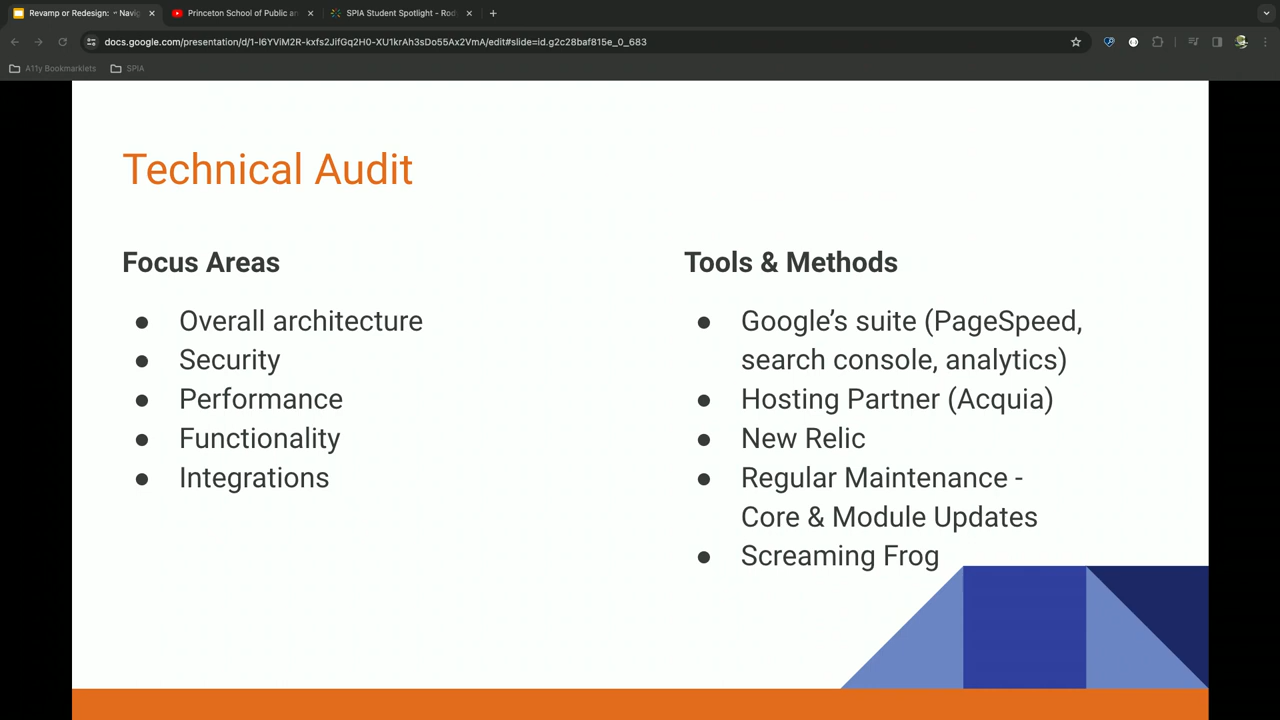 Revamp or Redesign: - Navig
Princeton School of Public an
SPIA Student Spotlight - Rod
docs.google.com/presentation/d/1-I6YViM2R-kxfs2JifGq2H0-XU1krAh3sDo55Ax2VmA/edit#slide=id.g2c28baf815e_0_683
A11y Bookmarklets
SPIA
Technical Audit
Focus Areas
● Overall architecture
● Security
● Performance
● Functionality
● Integrations
Tools & Methods
● Google’s suite (PageSpeed,
search console, analytics)
● Hosting Partner (Acquia)
● New Relic
● Regular Maintenance -
Core & Module Updates
● Screaming Frog